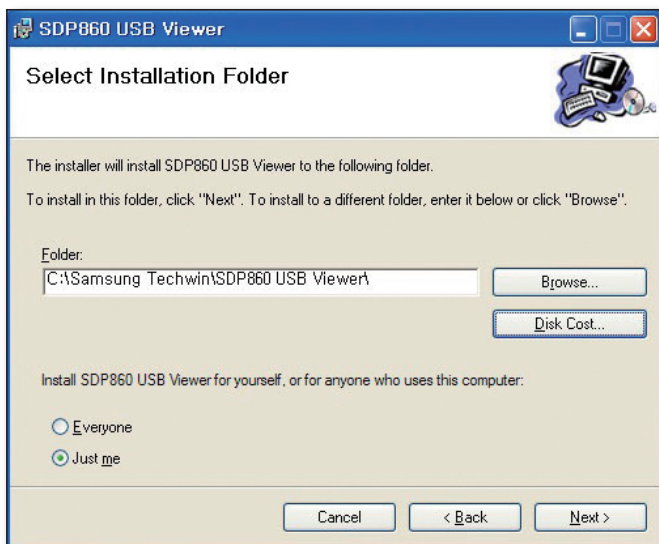 SDP860 USB Viewer
Select Installation Folder
The installer will install SDP860 USB Viewer to the following folder.
To install in this folder, click "Next". To install to a different folder, enter it below or click "Browse".
Folder:
C:\Samsung Techwin\SDP860 USB Viewer\
Browse...
Disk Cost...
Install SDP860 USB Viewer for yourself, or for anyone who uses this computer:
Everyone
Just me
Cancel < Back Next >